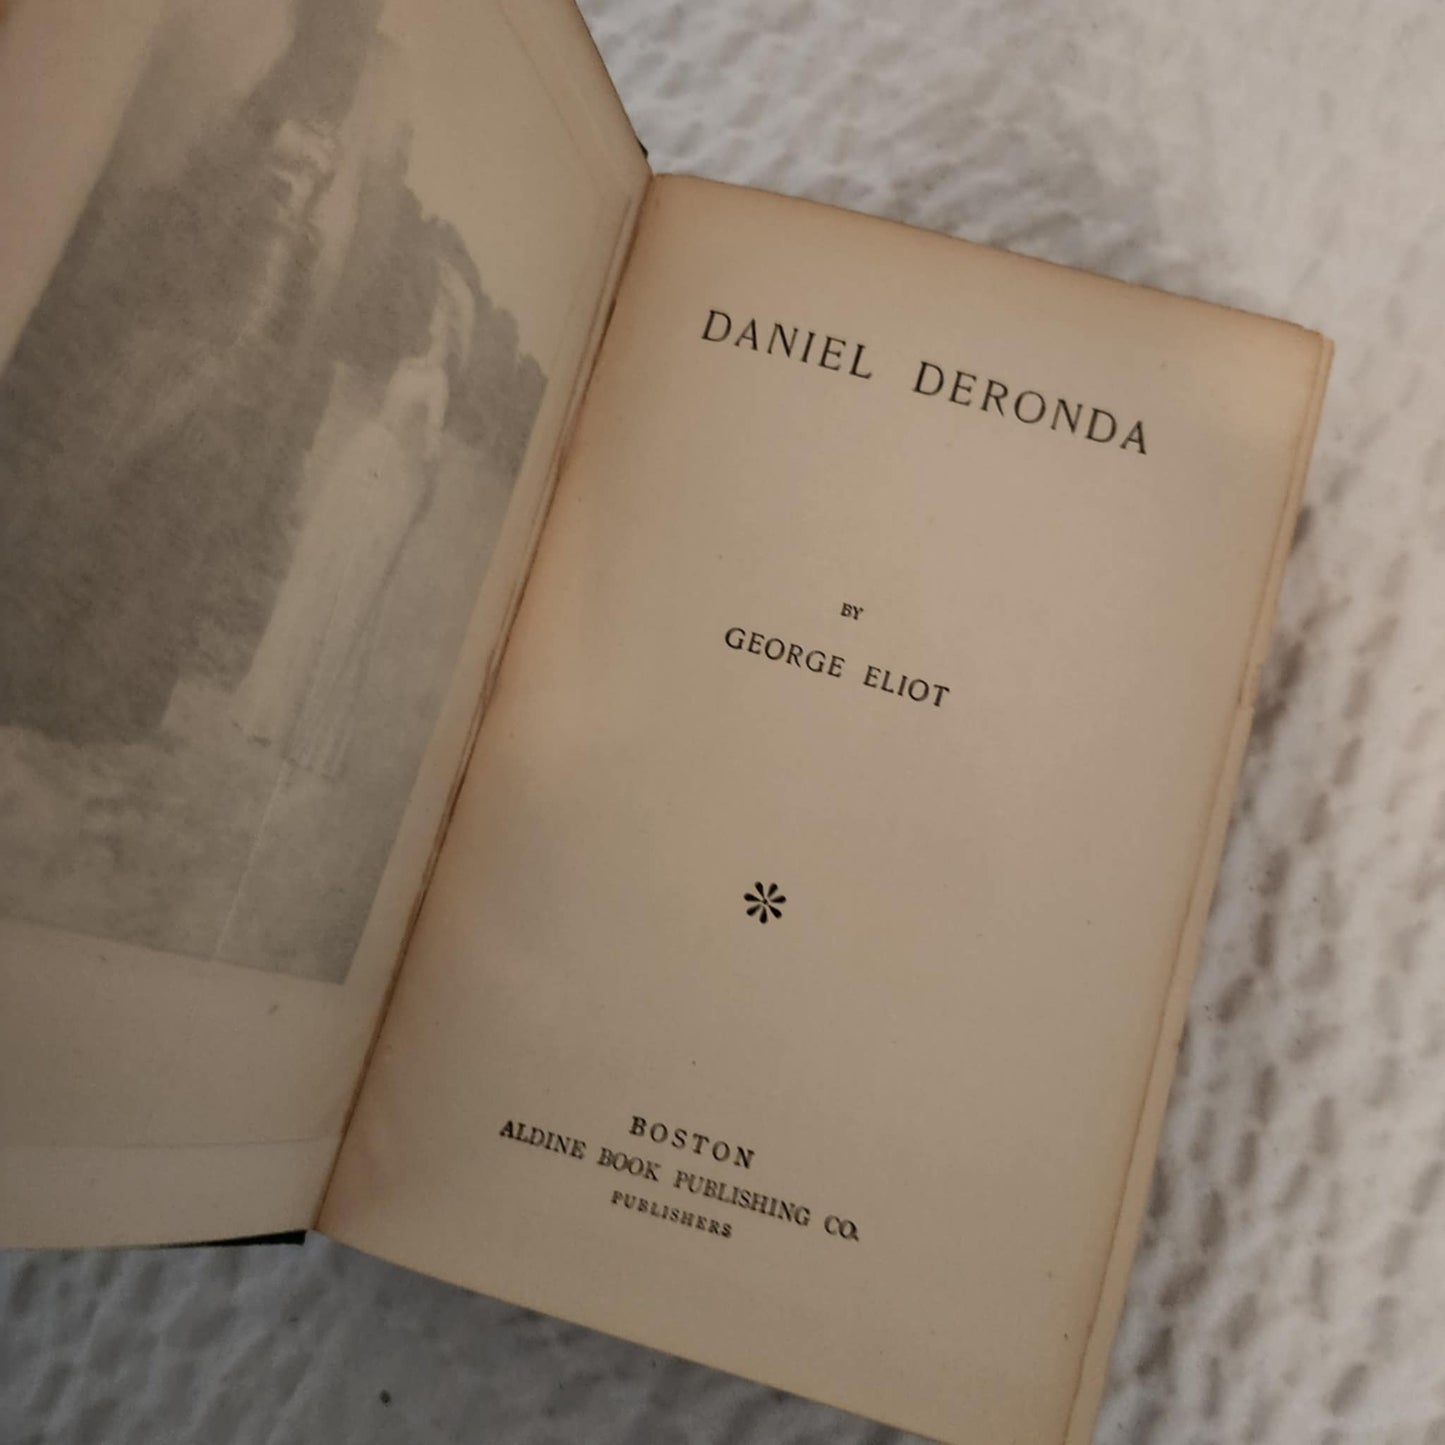 DANIEL DERONDA
BY
GEORGE ELIOT
BOSTON
ALDINE BOOK PUBLISHING CO.
PUBLISHERS